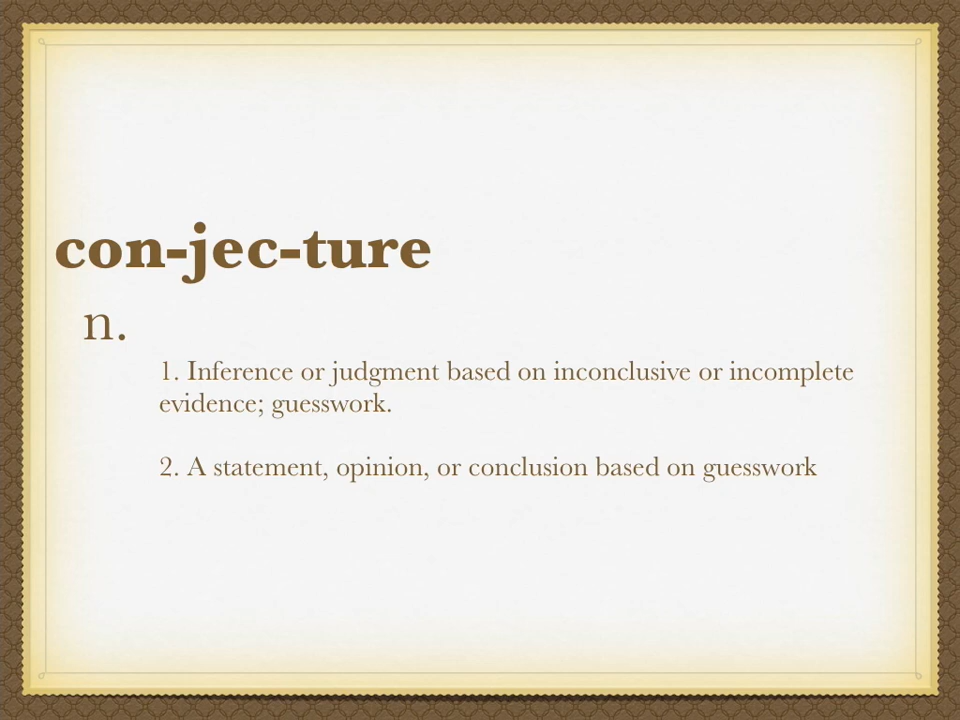 con-jec-ture
n.
1. Inference or judgment based on inconclusive or incomplete
evidence; guesswork.
2. A statement, opinion, or conclusion based on guesswork